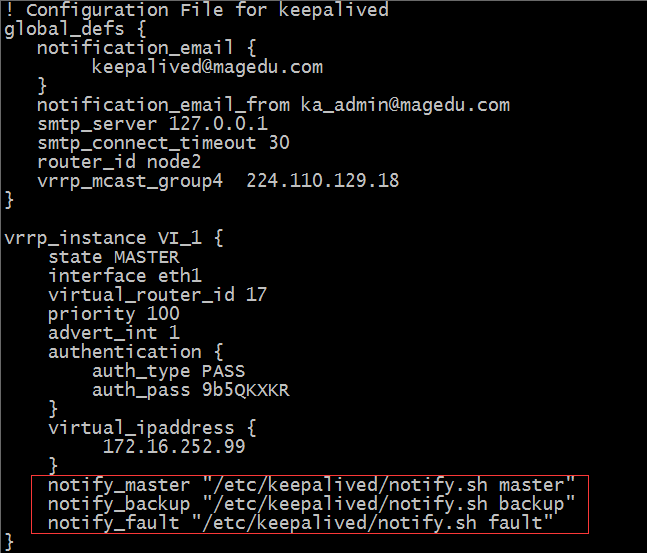 ! Configuration File for keepalived
global_defs {
notification_email {
keepalived@magedu.com
}
notification_email_from ka_admin@magedu.com
smtp_server 127.0.0.1
smtp_connect_timeout 30
router_id node2
vrrp_mcast_group4 224.110.129.18
}
vrrp_instance VI_1 {
state MASTER
interface eth1
virtual_router_id 17
priority 100
advert_int 1
authentication {
auth_type PASS
auth_pass 9b5QKXKR
}
virtual_ipaddress {
172.16.252.99
}
notify_master "/etc/keepalived/notify.sh master"
notify_backup "/etc/keepalived/notify.sh backup"
notify_fault "/etc/keepalived/notify.sh fault"
}